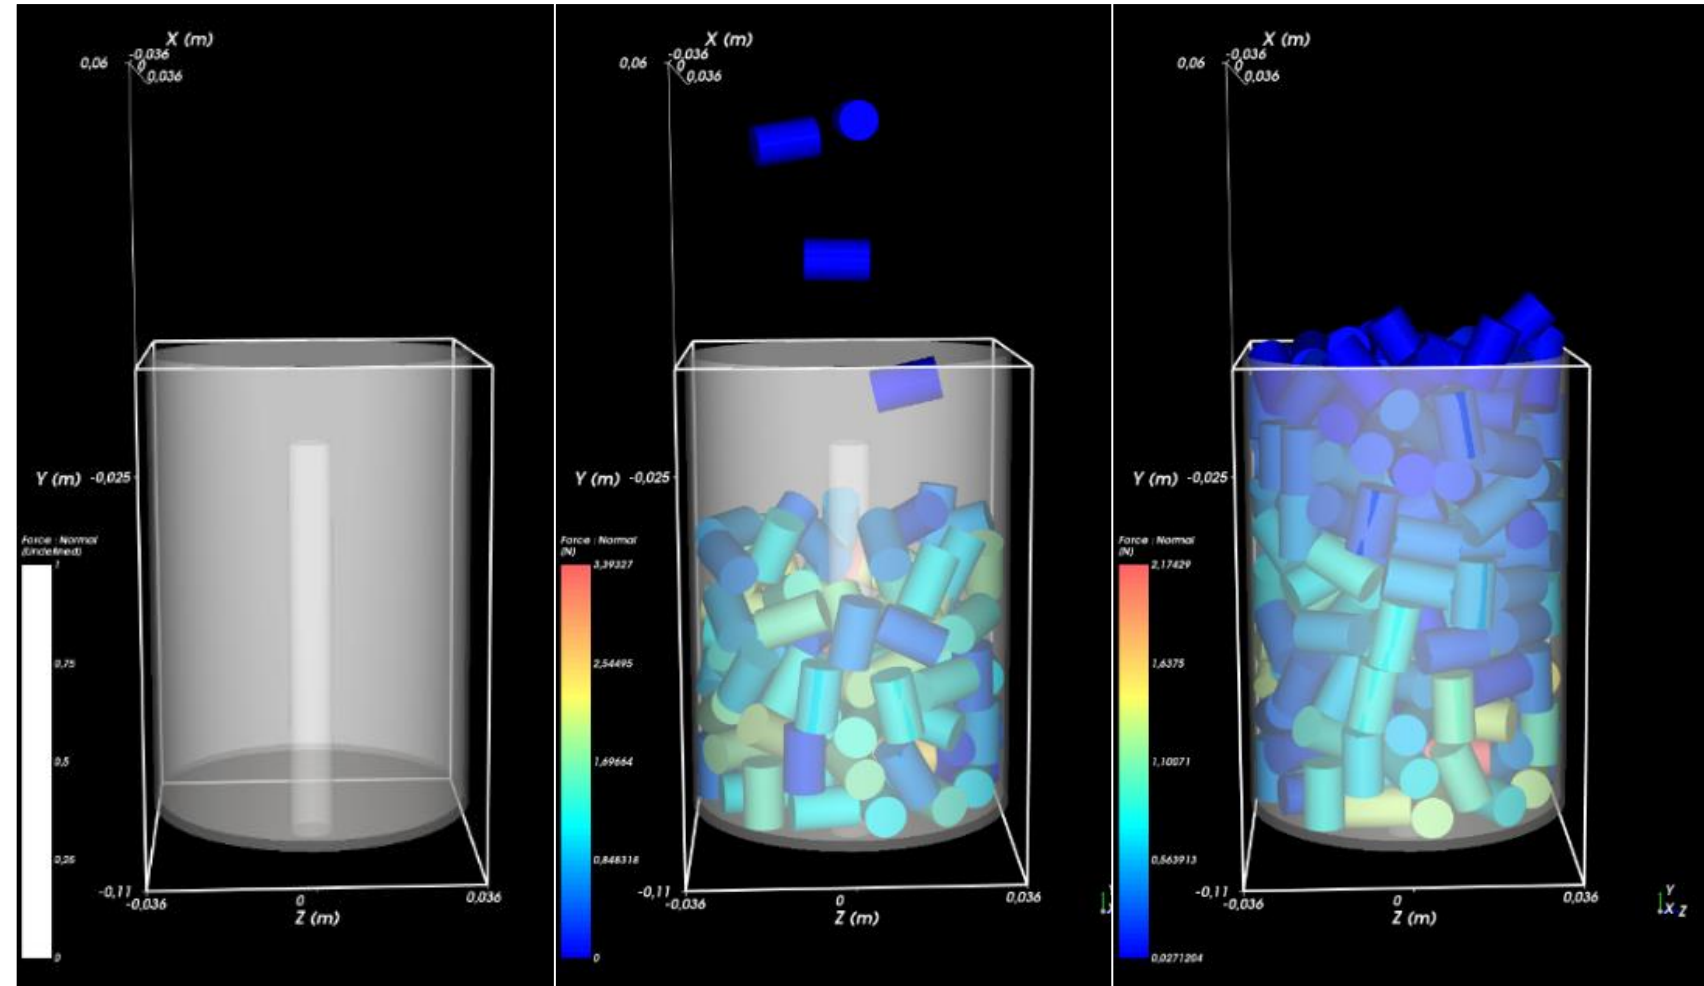 X (m)
-0,036
0,06
0
0,036
Y (m)
-0,025
Force : Normal
(Undefined)
1
0,75
0,5
0,25
0
-0,11
-0,036
0
0,036
Z (m)
X (m)
-0,036
0,06
0
0,036
Y (m)
-0,025
Force : Normal
(N)
3,39327
2,54495
1,69664
0,848318
0
-0,11
-0,036
0
0,036
Z (m)
X (m)
-0,036
0,06
0
0,036
Y (m)
-0,025
Force : Normal
(N)
2,17429
1,6375
1,10071
0,563913
0,0271204
-0,11
-0,036
0
0,036
Z (m)
Y
X Z